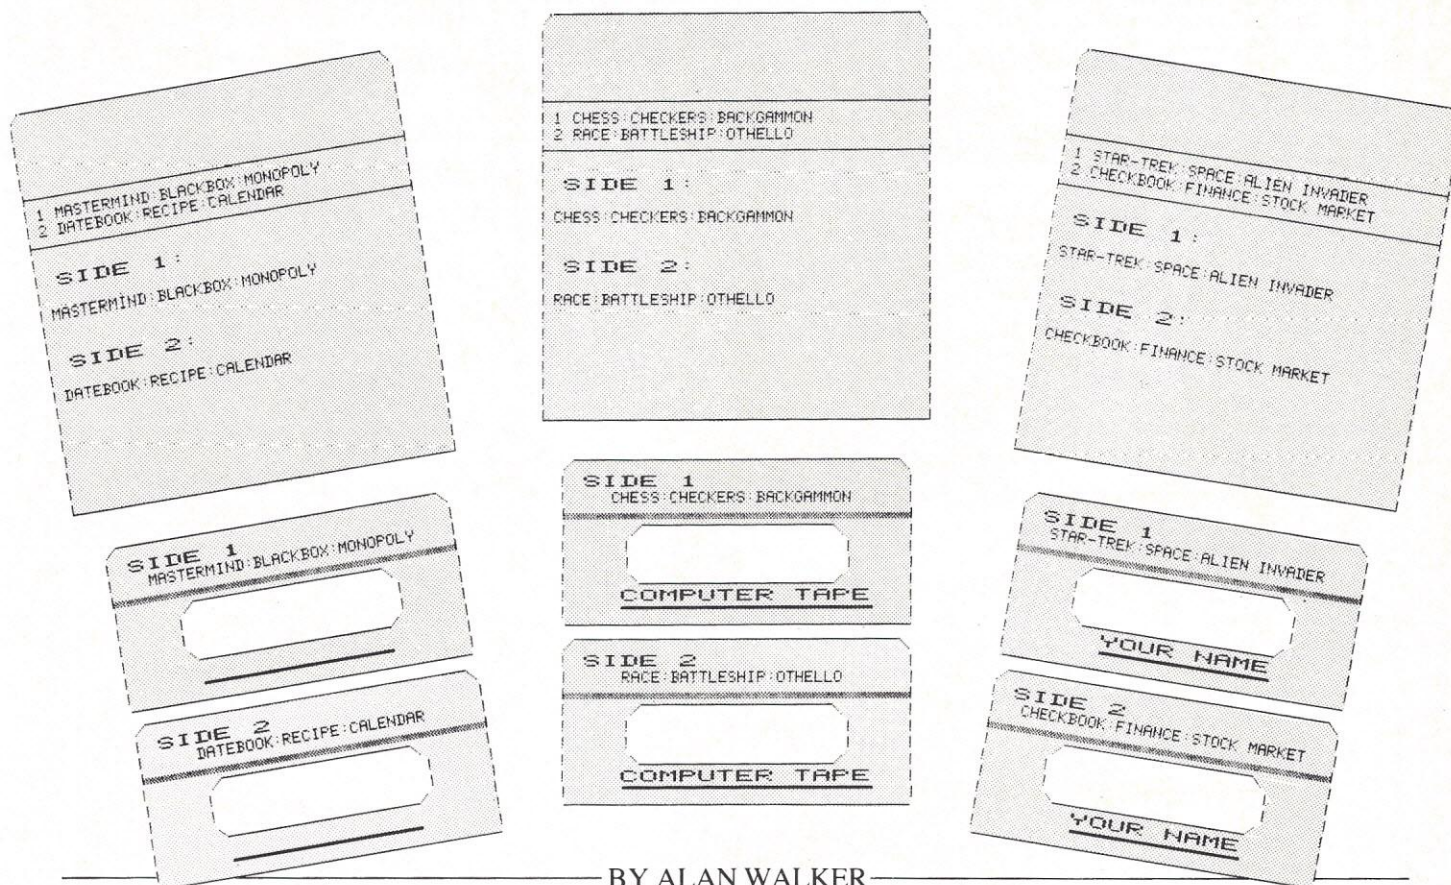 1 MASTERMIND:BLACKBOX:MONOPOLY
2 DATEBOOK:RECIPE:CALENDAR
SIDE 1:
MASTERMIND:BLACKBOX:MONOPOLY
SIDE 2:
DATEBOOK:RECIPE:CALENDAR
1 CHESS:CHECKERS:BACKGAMMON
2 RACE:BATTLESHIP:OTHELLO
SIDE 1:
CHESS:CHECKERS:BACKGAMMON
SIDE 2:
RACE:BATTLESHIP:OTHELLO
1 STAR-TREK:SPACE:ALIEN INVADER
2 CHECKBOOK:FINANCE:STOCK MARKET
SIDE 1:
STAR-TREK:SPACE:ALIEN INVADER
SIDE 2:
CHECKBOOK:FINANCE:STOCK MARKET
SIDE 1
MASTERMIND:BLACKBOX:MONOPOLY
SIDE 2
DATEBOOK:RECIPE:CALENDAR
SIDE 1
CHESS:CHECKERS:BACKGAMMON
COMPUTER TAPE
SIDE 2
RACE:BATTLESHIP:OTHELLO
COMPUTER TAPE
SIDE 1
STAR-TREK:SPACE:ALIEN INVADER
YOUR NAME
SIDE 2
CHECKBOOK:FINANCE:STOCK MARKET
YOUR NAME
BY ALAN WALKER